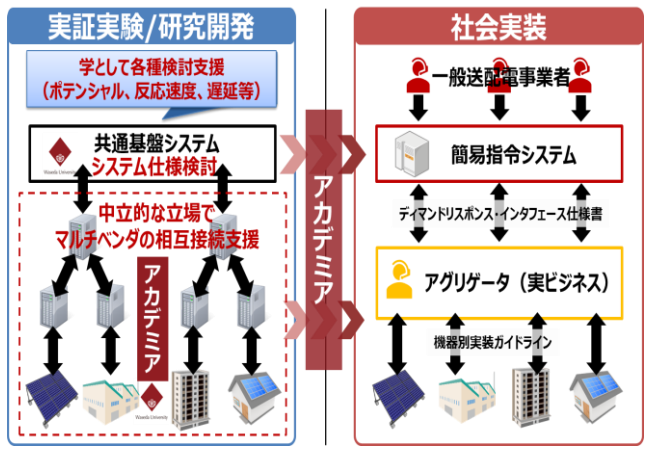 実証実験/研究開発
学として各種検討支援
（ポテンシャル、反応速度、遅延等）
共通基盤システム
システム仕様検討
Waseda University
中立的な立場で
マルチベンダの相互接続支援
アカデミア
Waseda University
アカデミア
社会実装
一般送配電事業者
簡易指令システム
ディマンドリスポンス・インタフェース仕様書
アグリゲータ（実ビジネス）
機器別実装ガイドライン